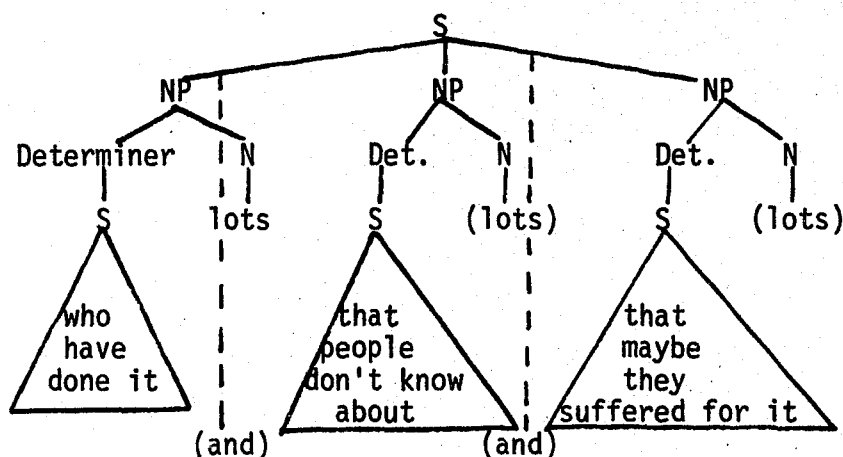 S
NP NP NP
Determiner N Det. N Det. N
S lots S (lots) S (lots)
who that that
have people maybe
done it don't know they
about suffered for it
(and) (and)